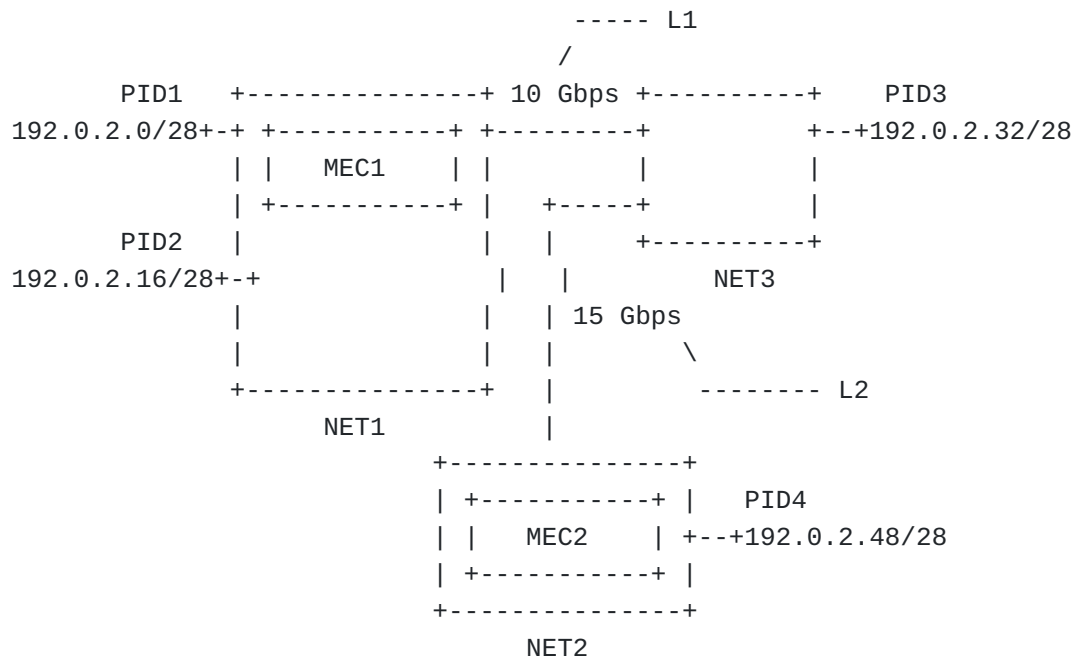 ----- L1
                                   /
       PID1   +---------------+ 10 Gbps +----------+    PID3
192.0.2.0/28+-+ +-----------+ +---------+          +--+192.0.2.32/28
              | |   MEC1    | |         |          |
              | +-----------+ |   +-----+          |
       PID2   |               |   |     +----------+
192.0.2.16/28+-+               |   |         NET3
              |               |   | 15 Gbps
              |               |   |        \
              +---------------+   |         -------- L2
                    NET1          |
                           +---------------+
                           | +-----------+ |   PID4
                           | |   MEC2    | +--+192.0.2.48/28
                           | +-----------+ |
                           +---------------+
                                 NET2